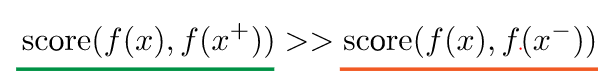 score(f(x), f(x⁺)) >> score(f(x), f(x⁻))